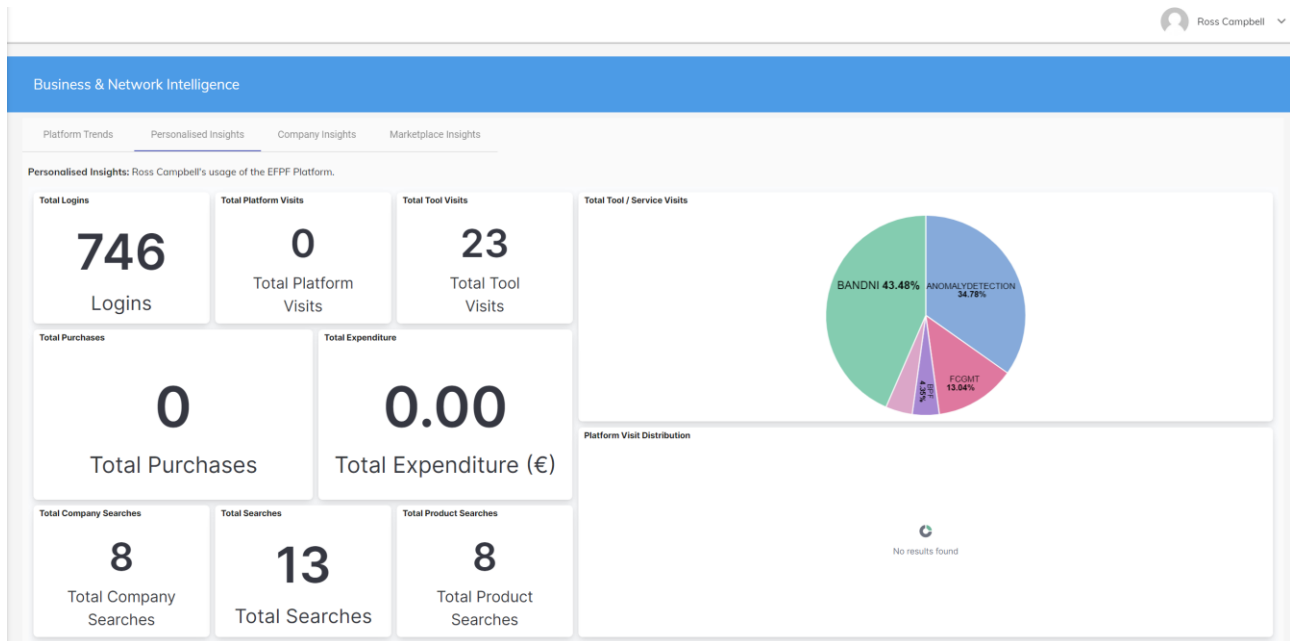 Ross Campbell
Business & Network Intelligence
Platform Trends
Personalised Insights
Company Insights
Marketplace Insights
Personalised Insights: Ross Campbell's usage of the EFPF Platform.
Total Logins
746
Logins
Total Platform Visits
0
Total Platform
Visits
Total Tool Visits
23
Total Tool
Visits
Total Tool / Service Visits
BANDNI 43.48%
ANOMALYDETECTION
34.78%
FCGMT
13.04%
BPF
4.35%
Total Purchases
0
Total Purchases
Total Expenditure
0.00
Total Expenditure (€)
Platform Visit Distribution
No results found
Total Company Searches
8
Total Company
Searches
Total Searches
13
Total Searches
Total Product Searches
8
Total Product
Searches